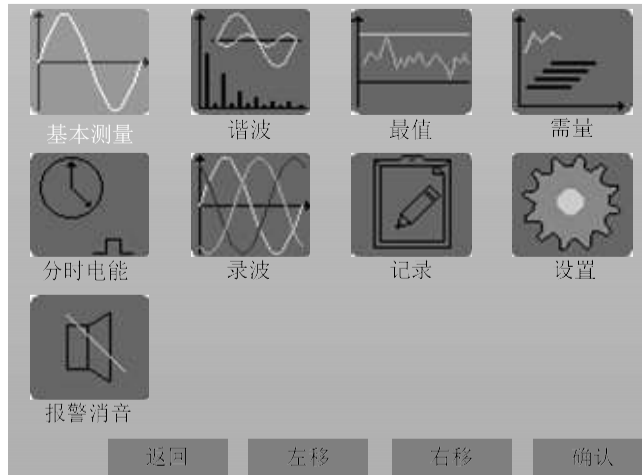 基本测量 谐波 最值 需量
分时电能 录波 记录 设置
报警消音
返回 左移 右移 确认